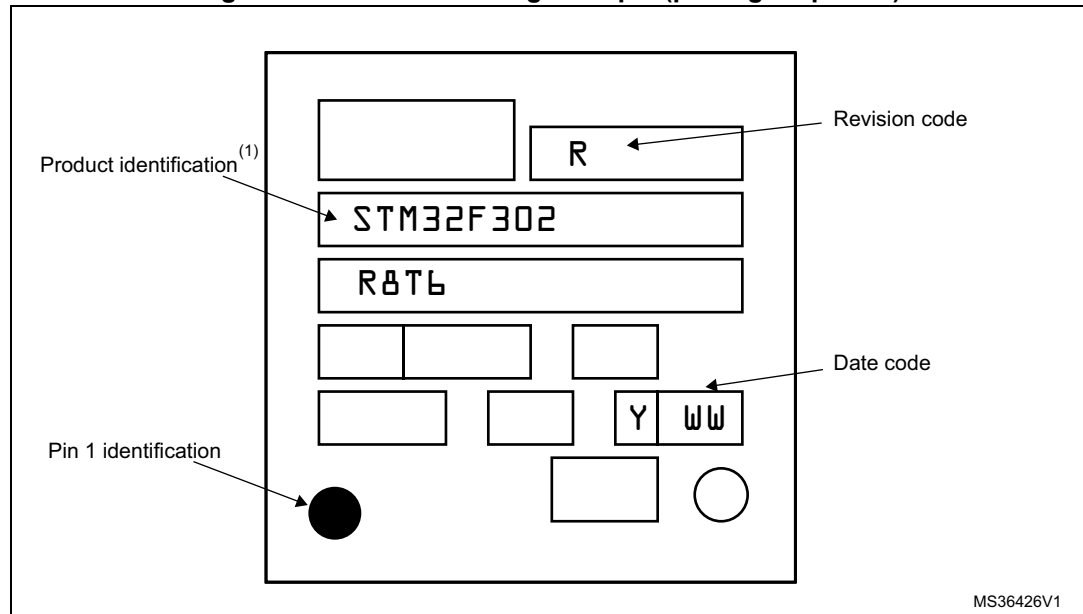 Revision code
R
Product identification(1)
STM32F302
R8T6
Date code
Y WW
Pin 1 identification
MS36426V1